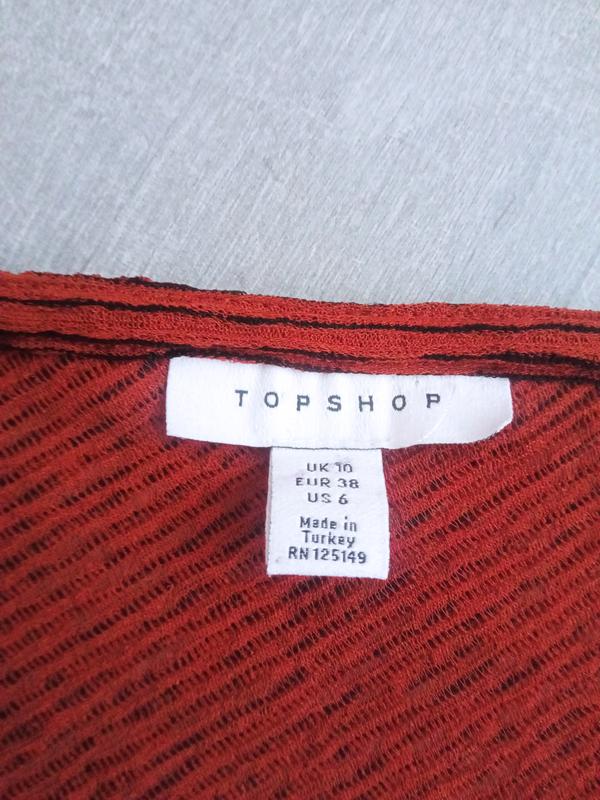 TOPSHOP
UK 10
EUR 38
US 6
Made in
Turkey
RN125149